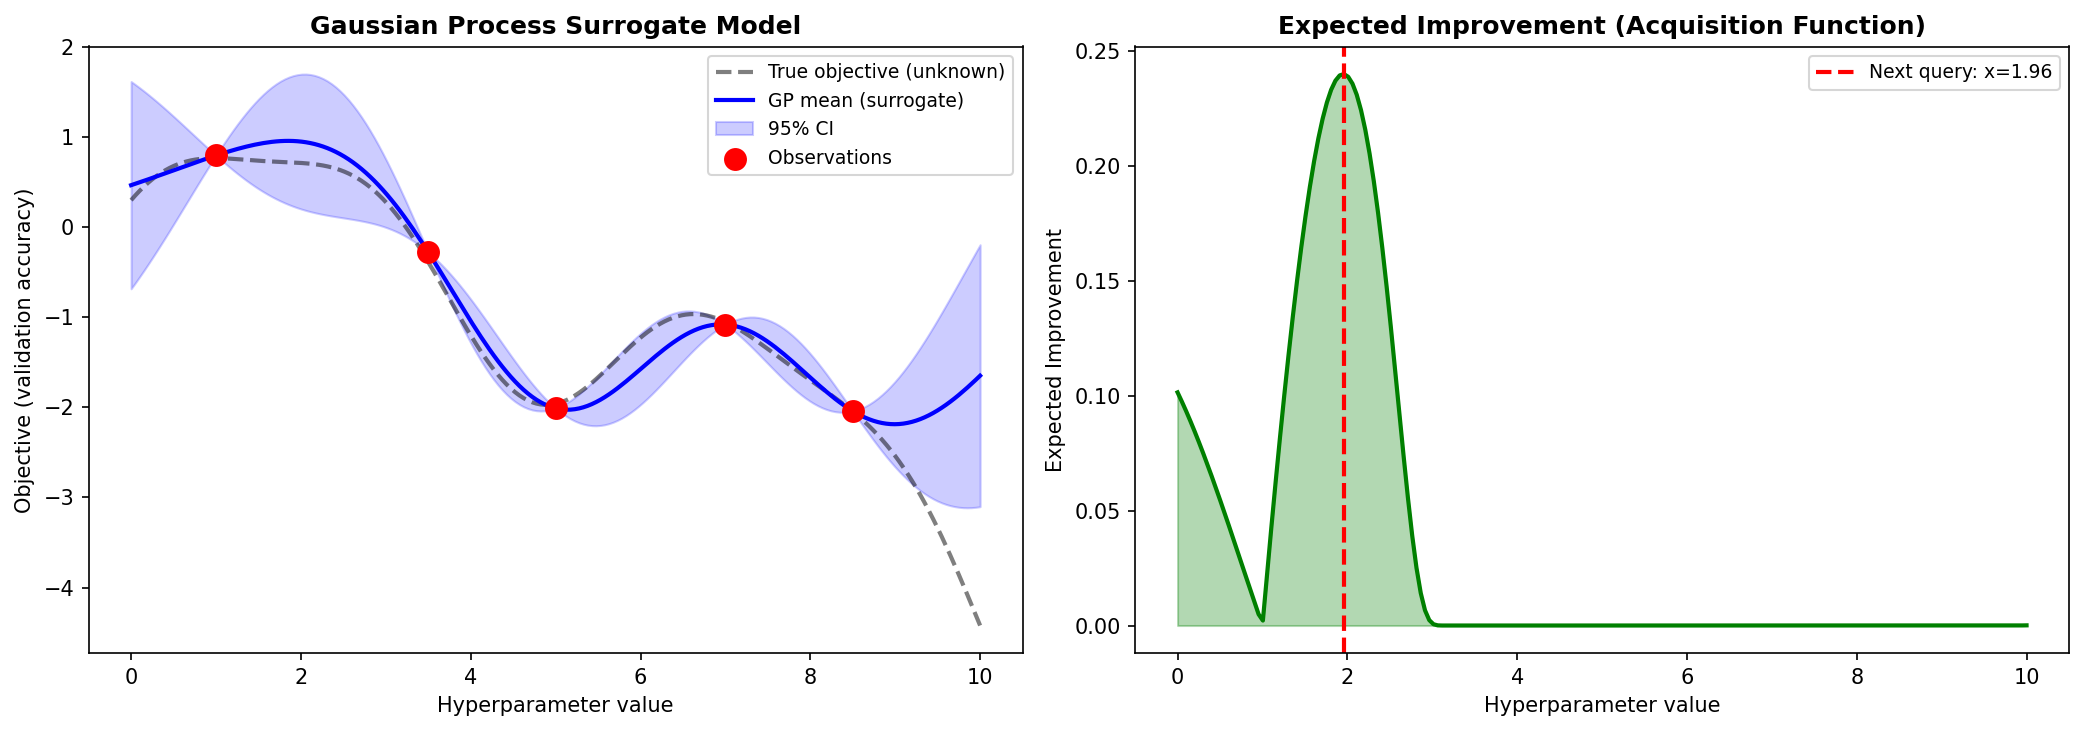 Gaussian Process Surrogate Model
2
1
0
−1
−2
−3
−4
Objective (validation accuracy)
True objective (unknown)
GP mean (surrogate)
95% CI
Observations
0 2 4 6 8 10
Hyperparameter value
Expected Improvement (Acquisition Function)
0.25
0.20
0.15
0.10
0.05
0.00
Expected Improvement
Next query: x=1.96
0 2 4 6 8 10
Hyperparameter value